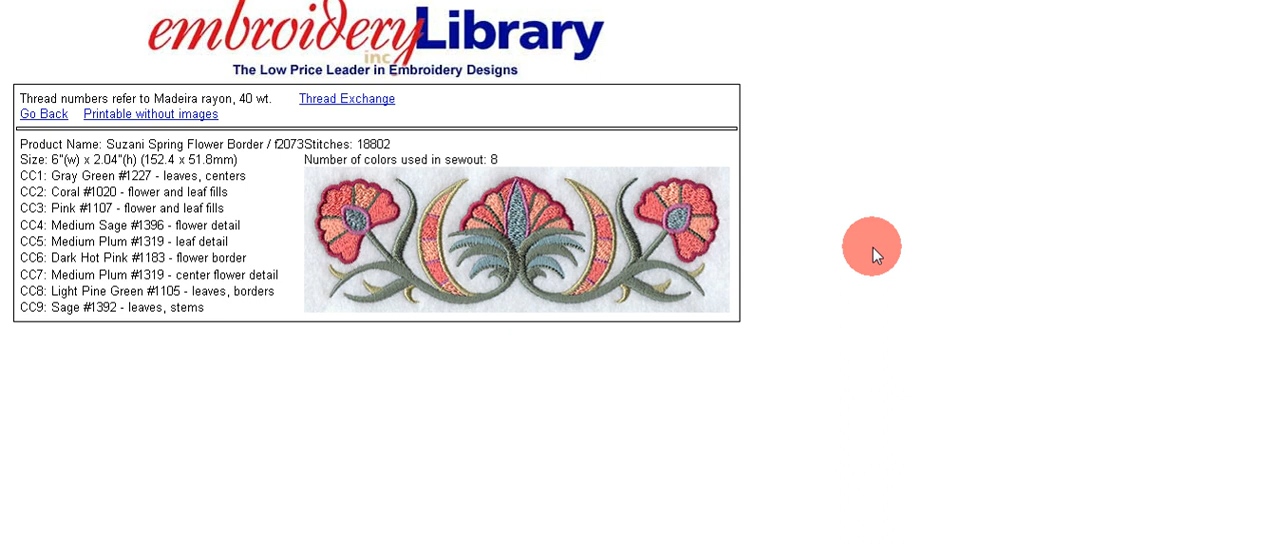 embroidery Library
inc
The Low Price Leader in Embroidery Designs
Thread numbers refer to Madeira rayon, 40 wt. Thread Exchange
Go Back Printable without images
Product Name: Suzani Spring Flower Border / f2073 Stitches: 18802
Size: 6"(w) x 2.04"(h) (152.4 x 51.8mm) Number of colors used in sewout: 8
CC1: Gray Green #1227 - leaves, centers
CC2: Coral #1020 - flower and leaf fills
CC3: Pink #1107 - flower and leaf fills
CC4: Medium Sage #1396 - flower detail
CC5: Medium Plum #1319 - leaf detail
CC6: Dark Hot Pink #1183 - flower border
CC7: Medium Plum #1319 - center flower detail
CC8: Light Pine Green #1105 - leaves, borders
CC9: Sage #1392 - leaves, stems